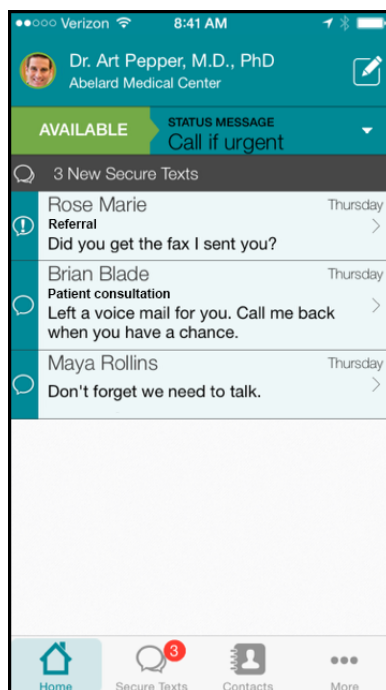 Verizon 8:41 AM
Dr. Art Pepper, M.D., PhD
Abelard Medical Center
AVAILABLE
STATUS MESSAGE
Call if urgent
3 New Secure Texts
Rose Marie Thursday
Referral
Did you get the fax I sent you?
Brian Blade Thursday
Patient consultation
Left a voice mail for you. Call me back
when you have a chance.
Maya Rollins Thursday
Don't forget we need to talk.
3
Home Secure Texts Contacts More